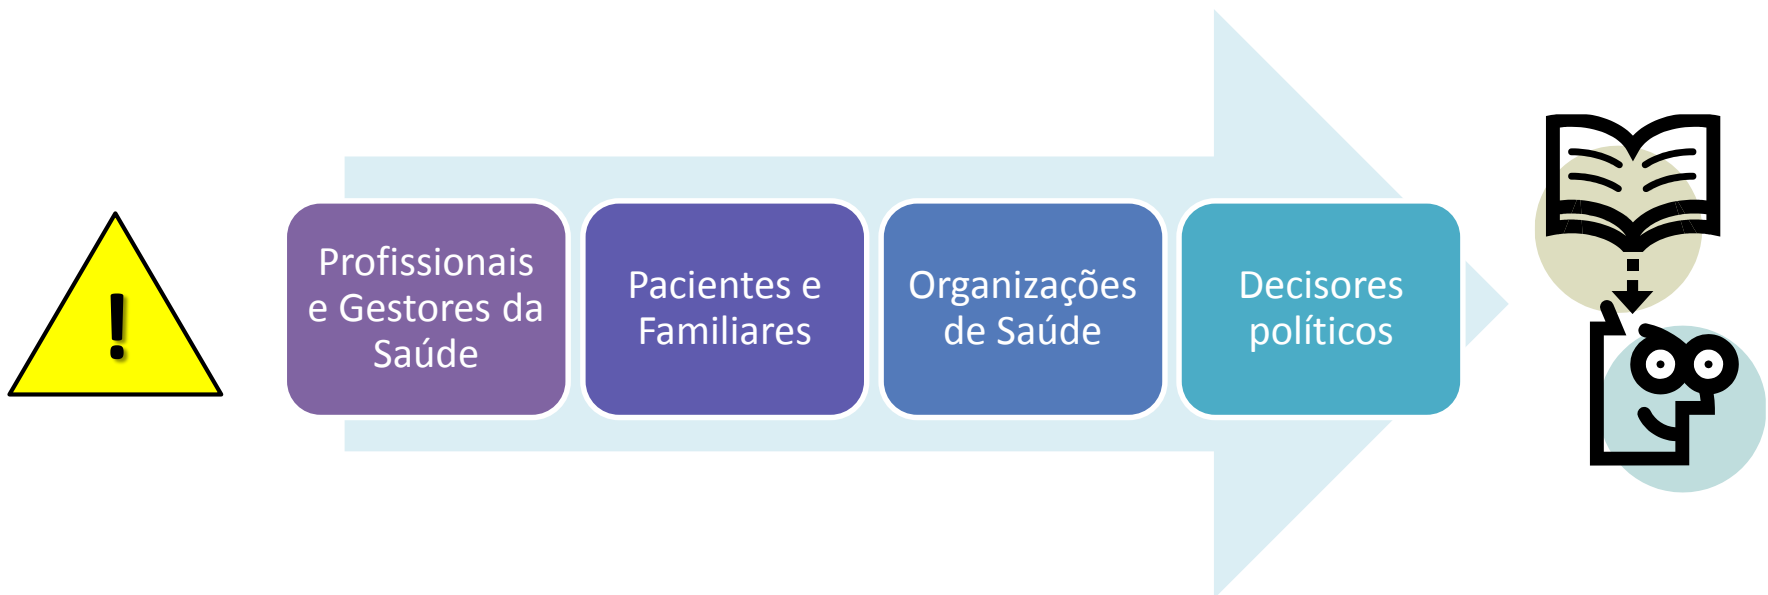 !
Profissionais
e Gestores da
Saúde
Pacientes e
Familiares
Organizações
de Saúde
Decisores
políticos